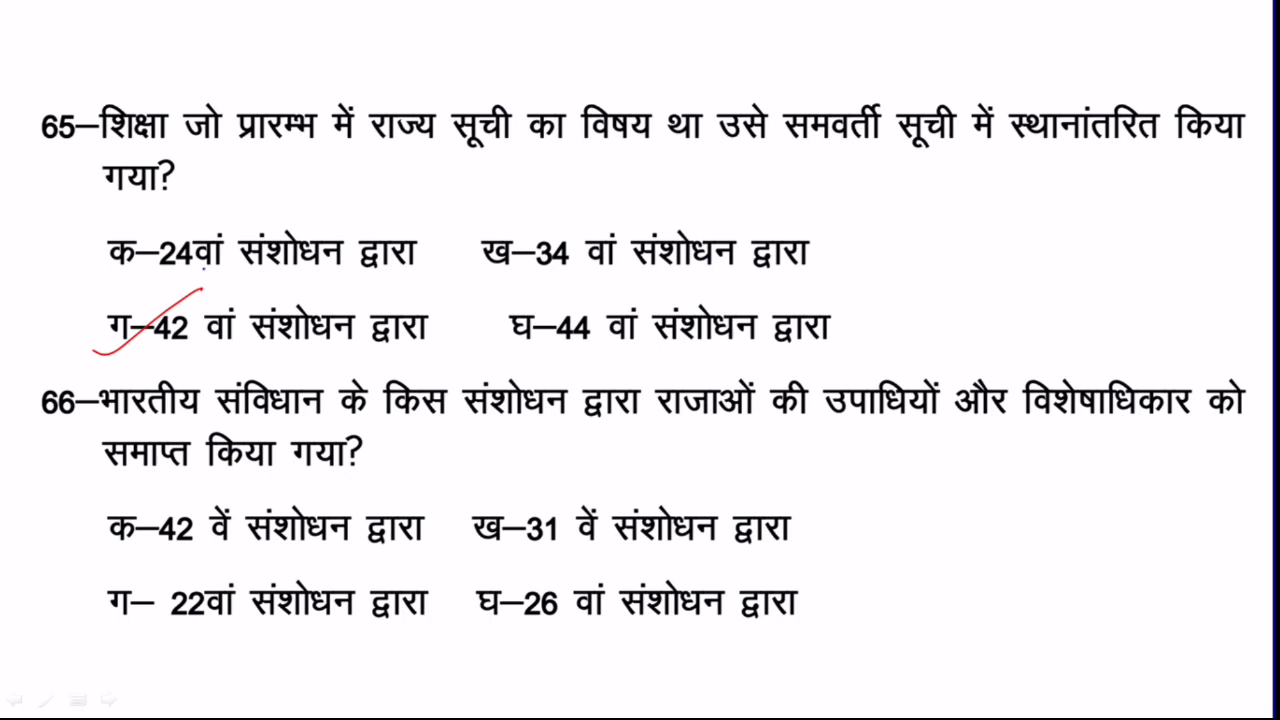 65–शिक्षा जो प्रारम्भ में राज्य सूची का विषय था उसे समवर्ती सूची में स्थानांतरित किया
गया?
क–24वां संशोधन द्वारा ख–34 वां संशोधन द्वारा
ग–42 वां संशोधन द्वारा घ–44 वां संशोधन द्वारा
66–भारतीय संविधान के किस संशोधन द्वारा राजाओं की उपाधियों और विशेषाधिकार को
समाप्त किया गया?
क–42 वें संशोधन द्वारा ख–31 वें संशोधन द्वारा
ग– 22वां संशोधन द्वारा घ–26 वां संशोधन द्वारा